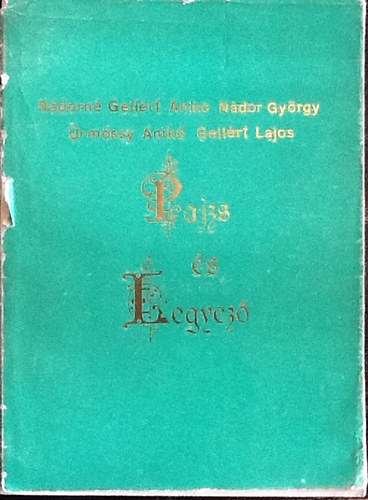 Nádorné Gellért Anikó Nádor György
Ürmössy Anikó Gellért Lajos
Pajzs
és
Legyező